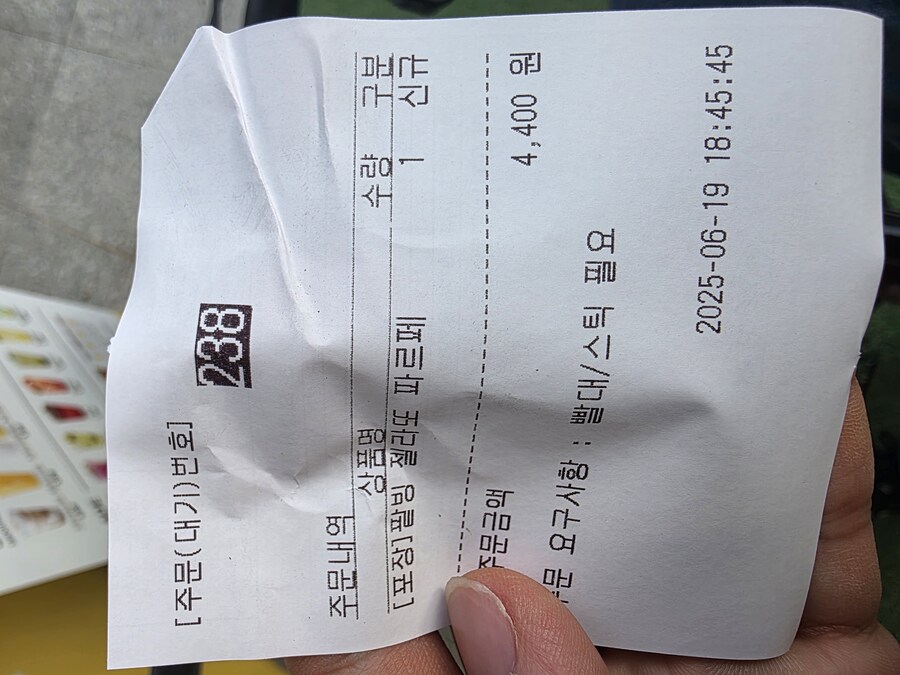 [주문(대기)번호]
238
주문내역
상품명 수량 구분
[포장]팥빙 젤라또 파르페 1 신규
주문금액 4,400 원
주문 요구사항 : 빨대/스틱 필요
2025-06-19 18:45:45